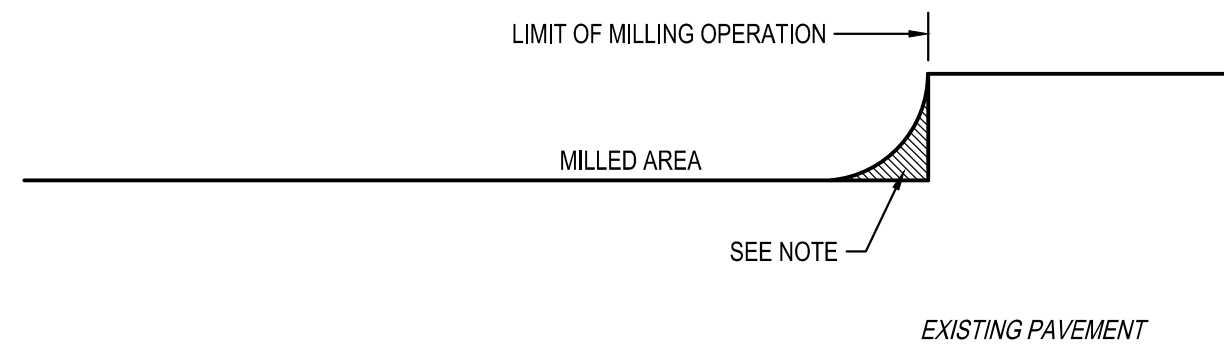 LIMIT OF MILLING OPERATION
MILLED AREA
SEE NOTE
EXISTING PAVEMENT